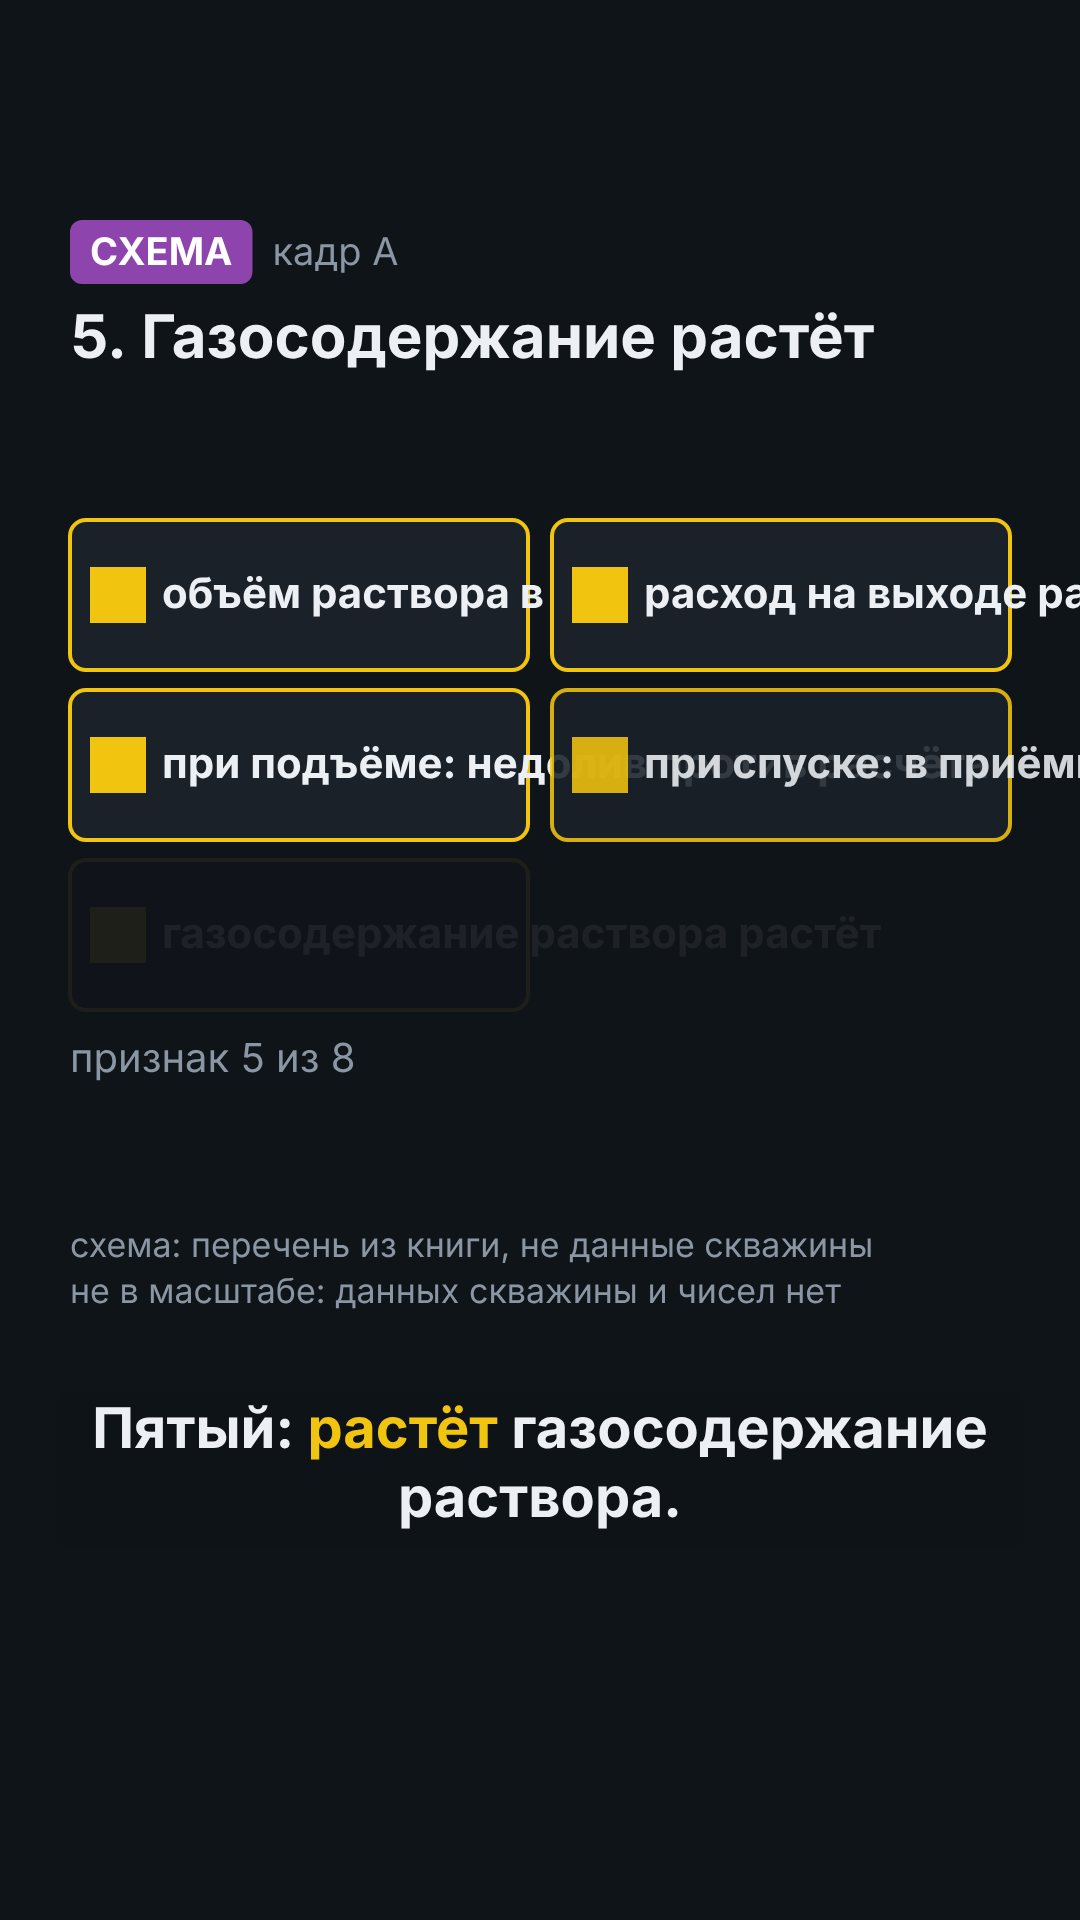 СХЕМА кадр А
5. Газосодержание растёт
объём раствора в
расход на выходе ра
при подъёме: недолив
при спуске: в приём
газосодержание раствора растёт
признак 5 из 8
схема: перечень из книги, не данные скважины
не в масштабе: данных скважины и чисел нет
Пятый: растёт газосодержание
раствора.